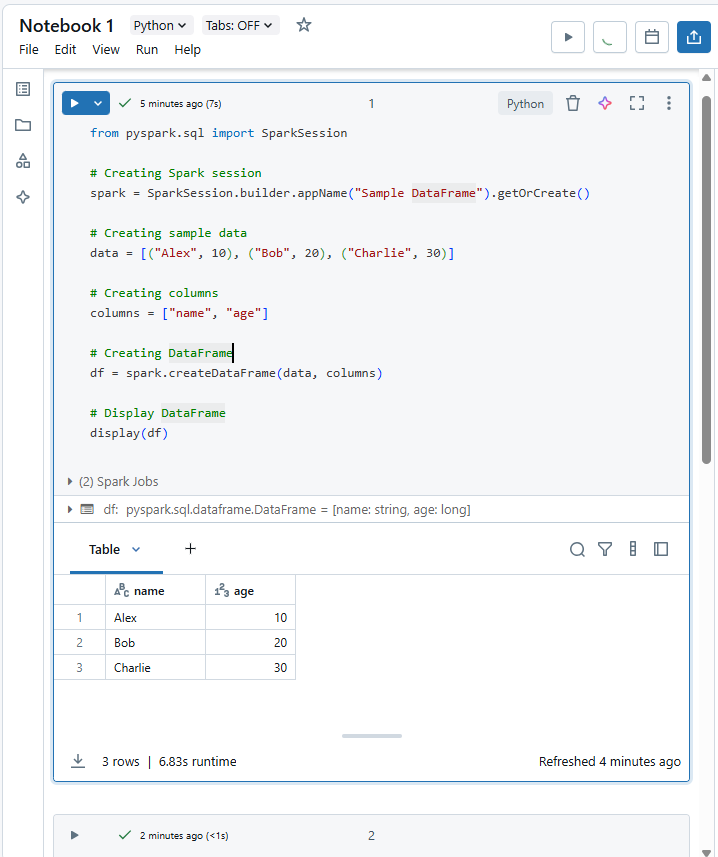 Notebook 1 Python Tabs: OFF
File Edit View Run Help
5 minutes ago (7s) 1 Python
from pyspark.sql import SparkSession
# Creating Spark session
spark = SparkSession.builder.appName("Sample DataFrame").getOrCreate()
# Creating sample data
data = [("Alex", 10), ("Bob", 20), ("Charlie", 30)]
# Creating columns
columns = ["name", "age"]
# Creating DataFrame
df = spark.createDataFrame(data, columns)
# Display DataFrame
display(df)
(2) Spark Jobs
df: pyspark.sql.dataframe.DataFrame = [name: string, age: long]
Table +
ABC name 123 age
1 Alex 10
2 Bob 20
3 Charlie 30
3 rows | 6.83s runtime Refreshed 4 minutes ago
2 minutes ago (<1s) 2